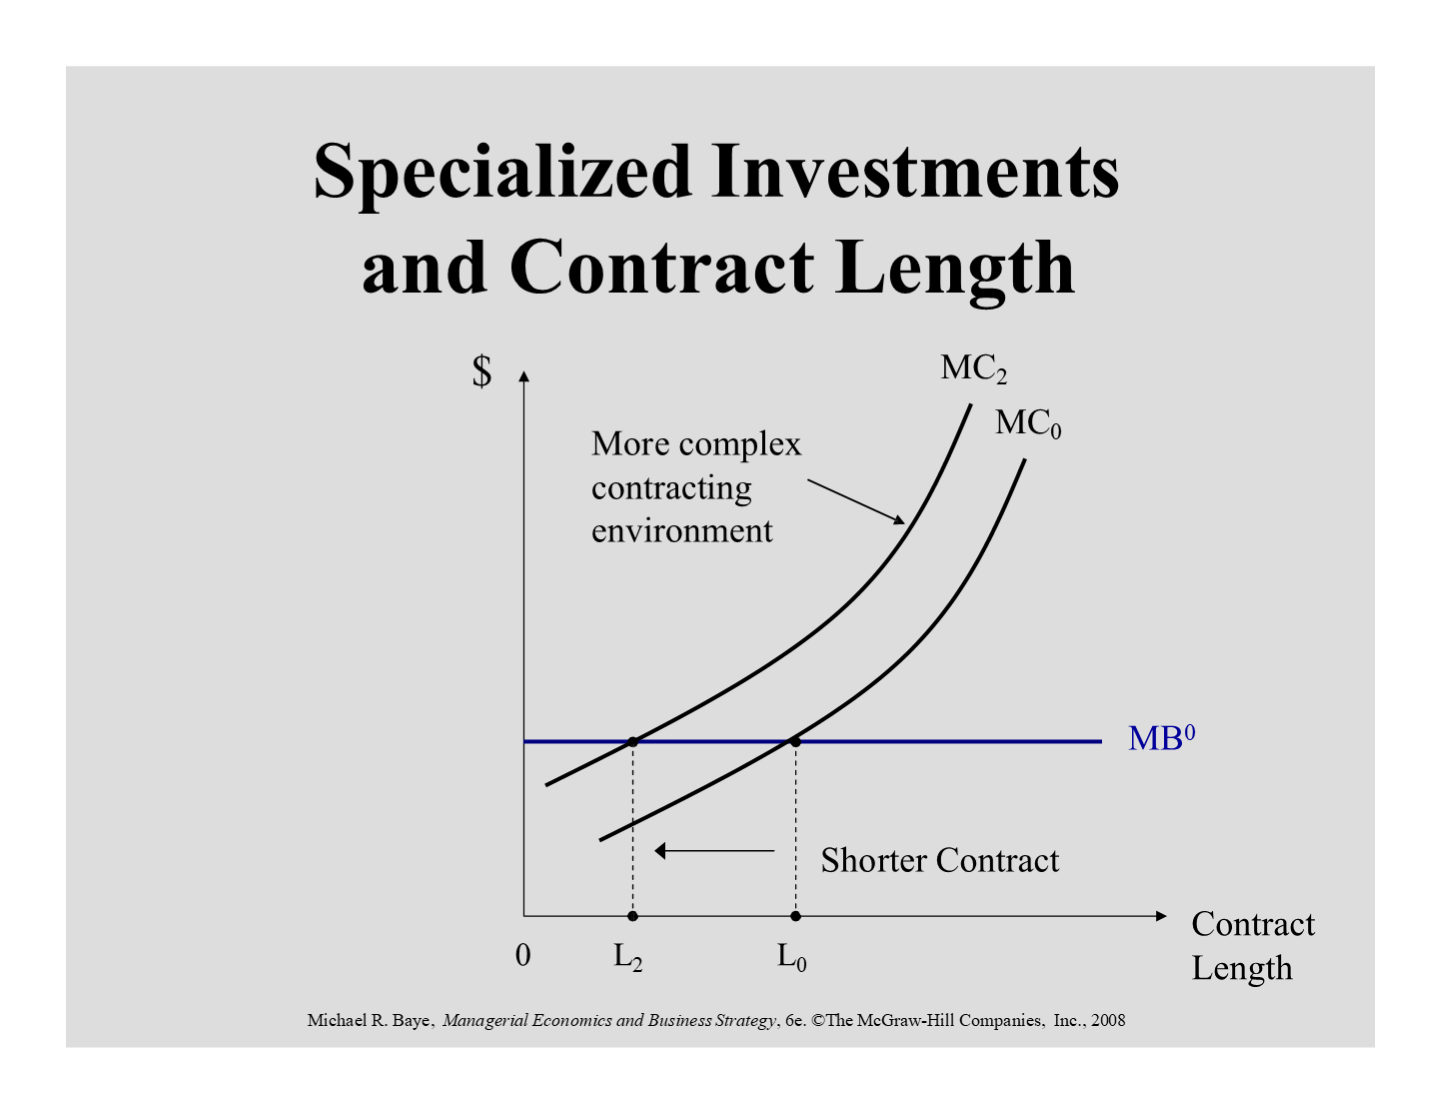 Specialized Investments
and Contract Length
$
MC₂
MC₀
More complex
contracting
environment
MB⁰
Shorter Contract
0
L₂
L₀
Contract
Length
Michael R. Baye, Managerial Economics and Business Strategy, 6e. ©The McGraw-Hill Companies, Inc., 2008